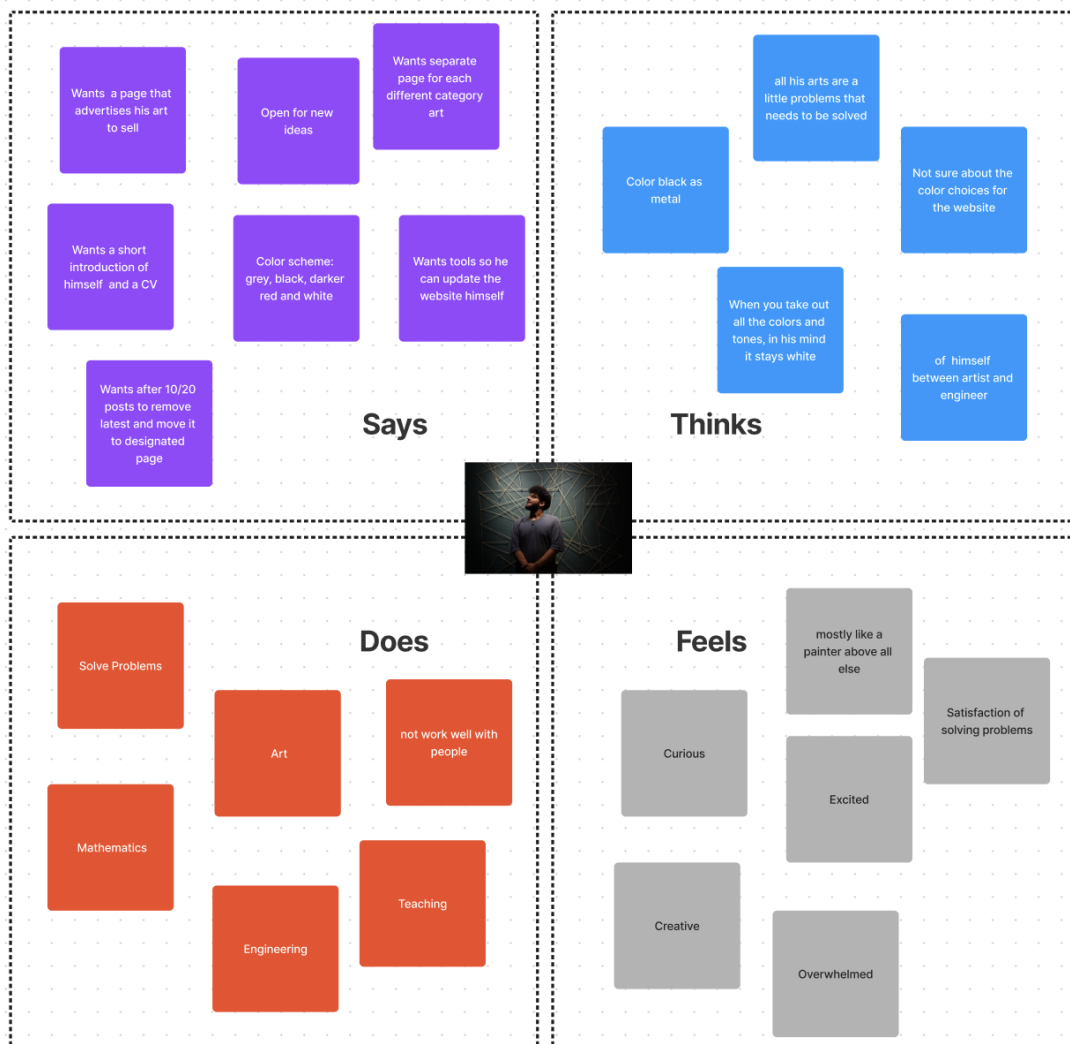 Wants a page that
advertises his art
to sell
Open for new
ideas
Wants separate
page for each
different category
art
Wants a short
introduction of
himself and a CV
Color scheme:
grey, black, darker
red and white
Wants tools so he
can update the
website himself
Wants after 10/20
posts to remove
latest and move it
to designated
page
Says
all his arts are a
little problems that
needs to be solved
Color black as
metal
Not sure about the
color choices for
the website
When you take out
all the colors and
tones, in his mind
it stays white
of himself
between artist and
engineer
Thinks
Does
Solve Problems
Art
not work well with
people
Mathematics
Engineering
Teaching
Feels
mostly like a
painter above all
else
Satisfaction of
solving problems
Curious
Excited
Creative
Overwhelmed